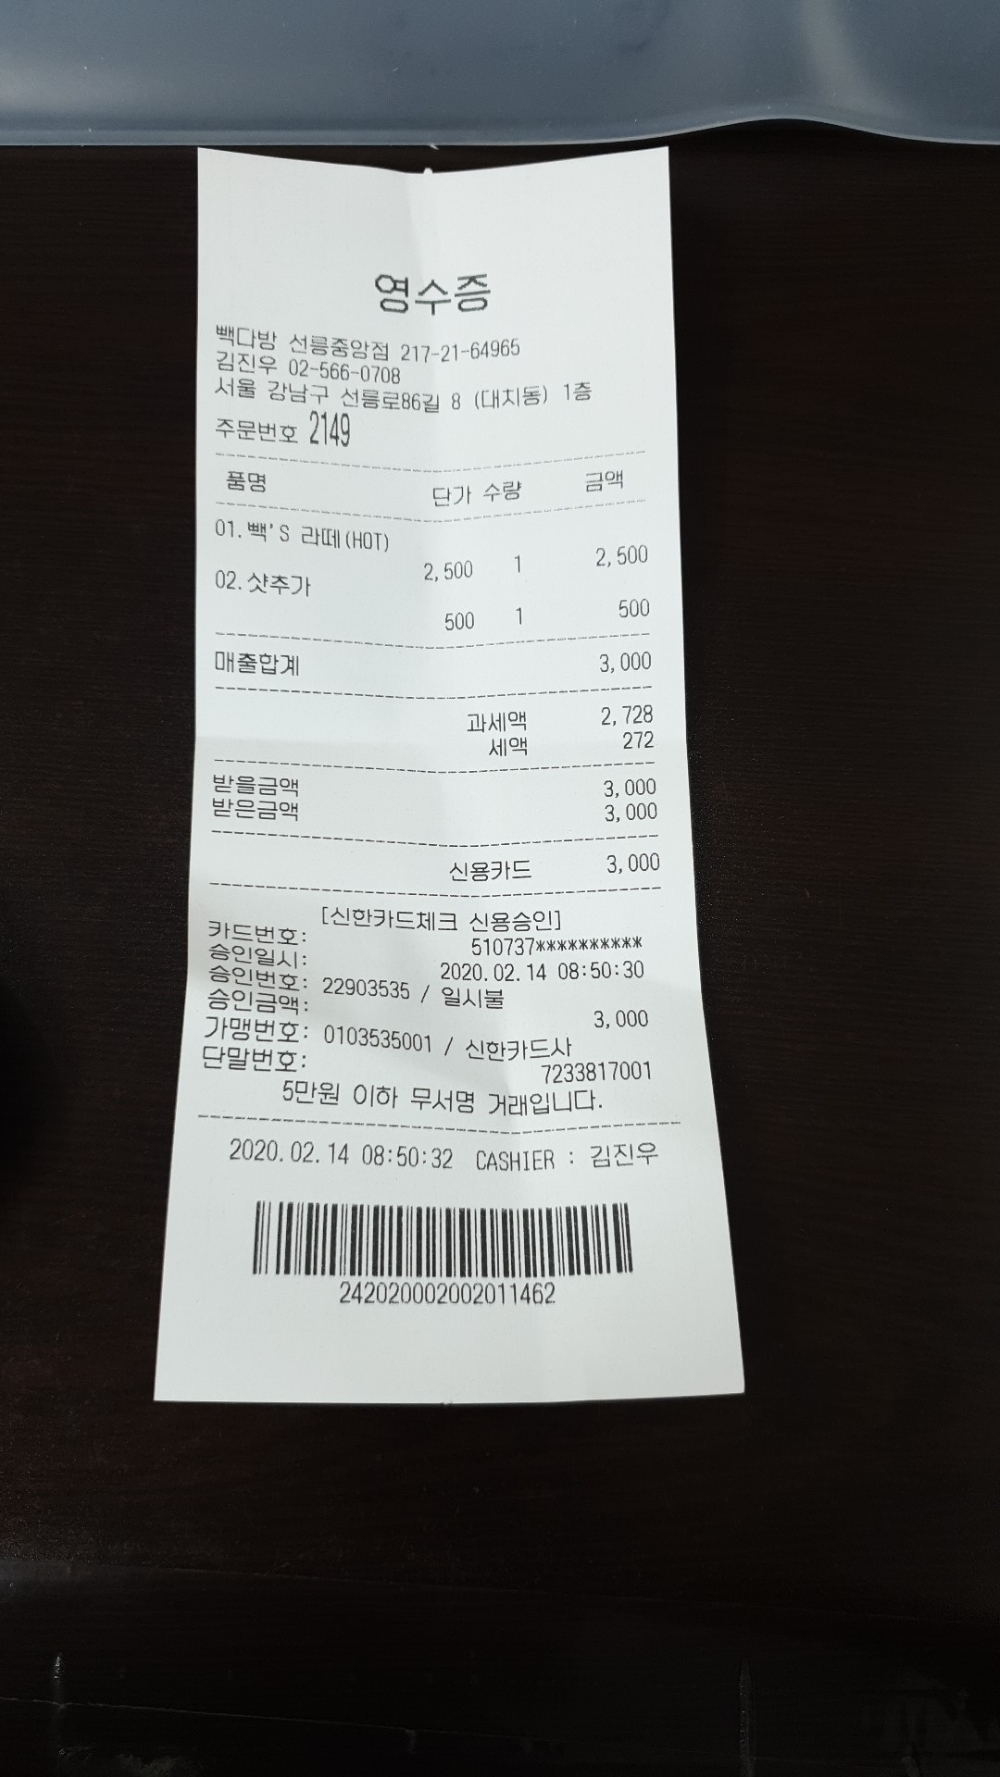 영수증
빽다방 선릉중앙점 217-21-64965
김진우 02-566-0708
서울 강남구 선릉로86길 8 (대치동) 1층
주문번호 2149
품명 단가 수량 금액
01.빽'S 라떼(HOT)
2,500 1 2,500
02.샷추가
500 1 500
매출합계 3,000
과세액 2,728
세액 272
받을금액 3,000
받은금액 3,000
신용카드 3,000
[신한카드체크 신용승인]
카드번호: 510737**********
승인일시: 2020.02.14 08:50:30
승인번호: 22903535 / 일시불
승인금액: 3,000
가맹번호: 0103535001 / 신한카드사
단말번호: 7233817001
5만원 이하 무서명 거래입니다.
2020.02.14 08:50:32 CASHIER : 김진우
242020002002011462